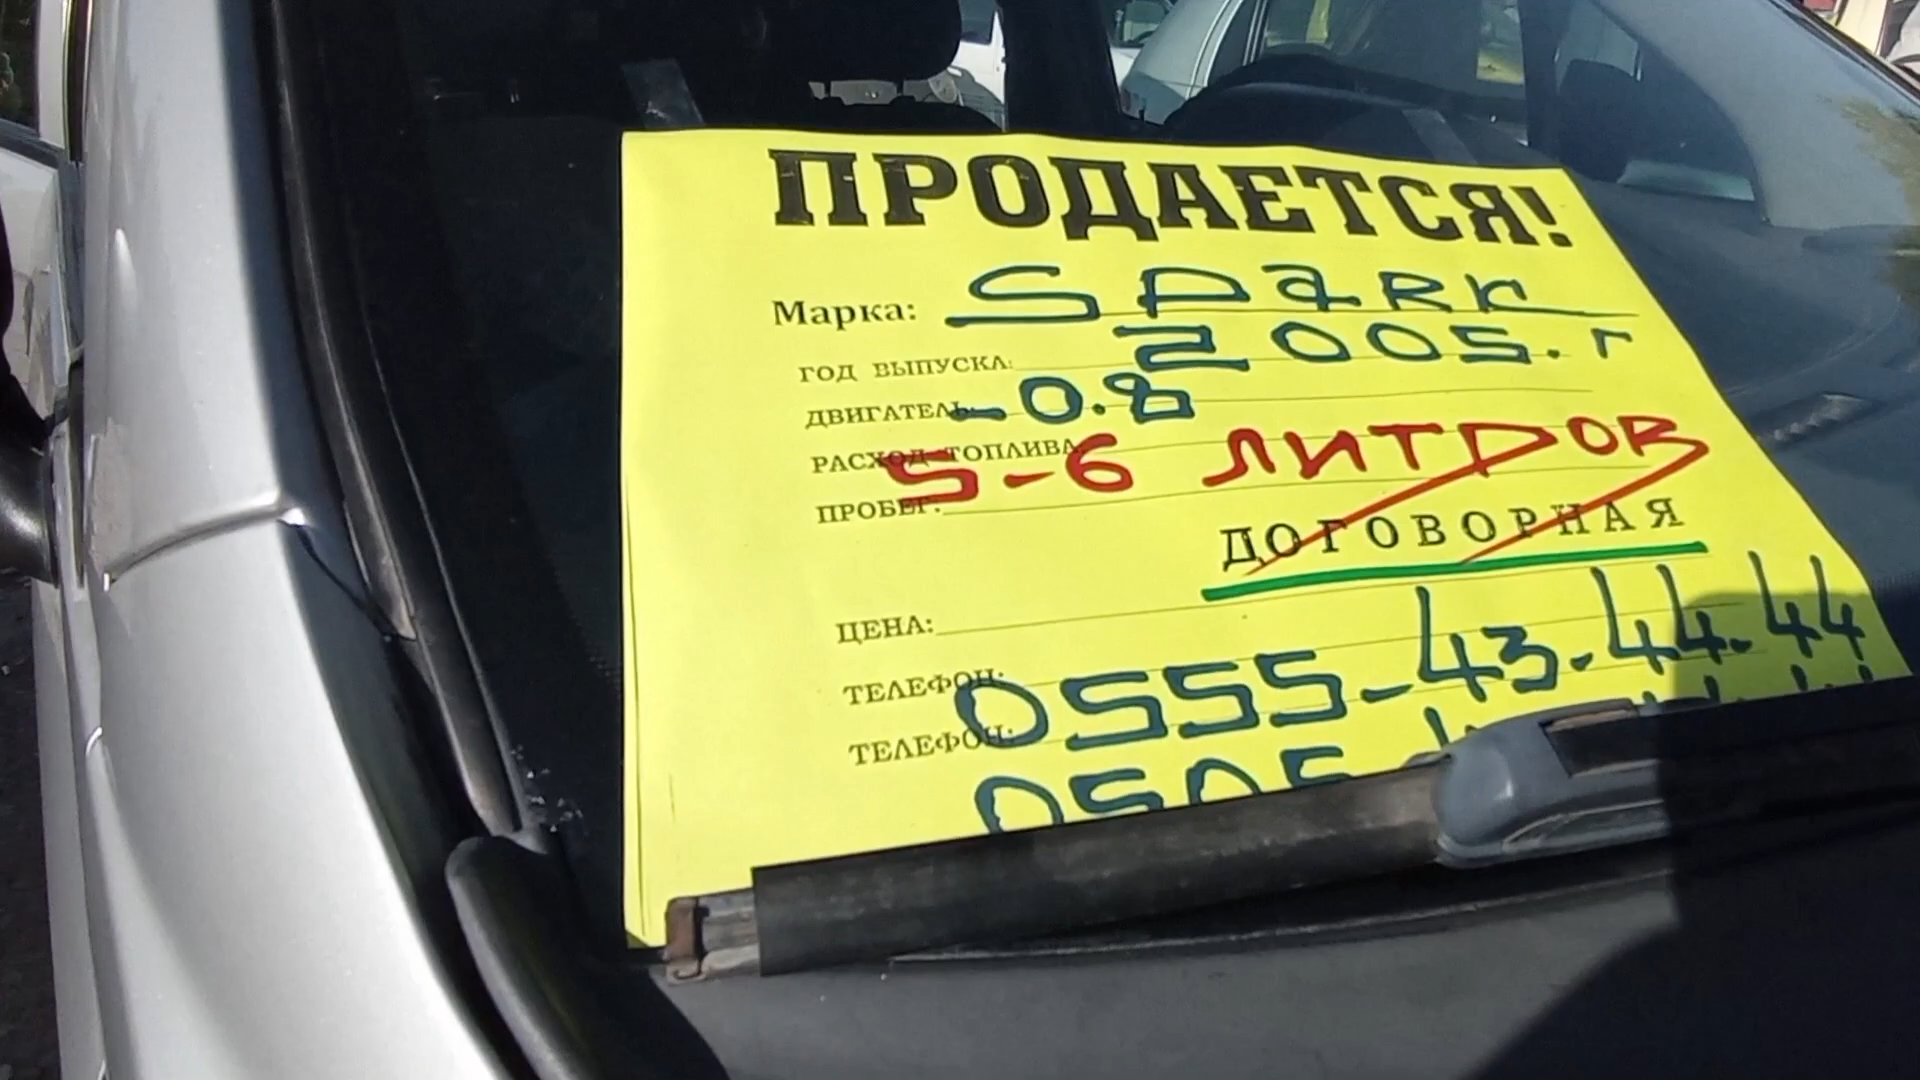 ПРОДАЕТСЯ!
Марка: Spark
ГОД ВЫПУСКА: 2005.г
ДВИГАТЕЛЬ: -0.8
РАСХОД ТОПЛИВА: 5-6 ЛИТРОВ
ПРОБЕГ:
ДОГОВОРНАЯ
ЦЕНА:
ТЕЛЕФОН: 0555-43-44-44
ТЕЛЕФОН: